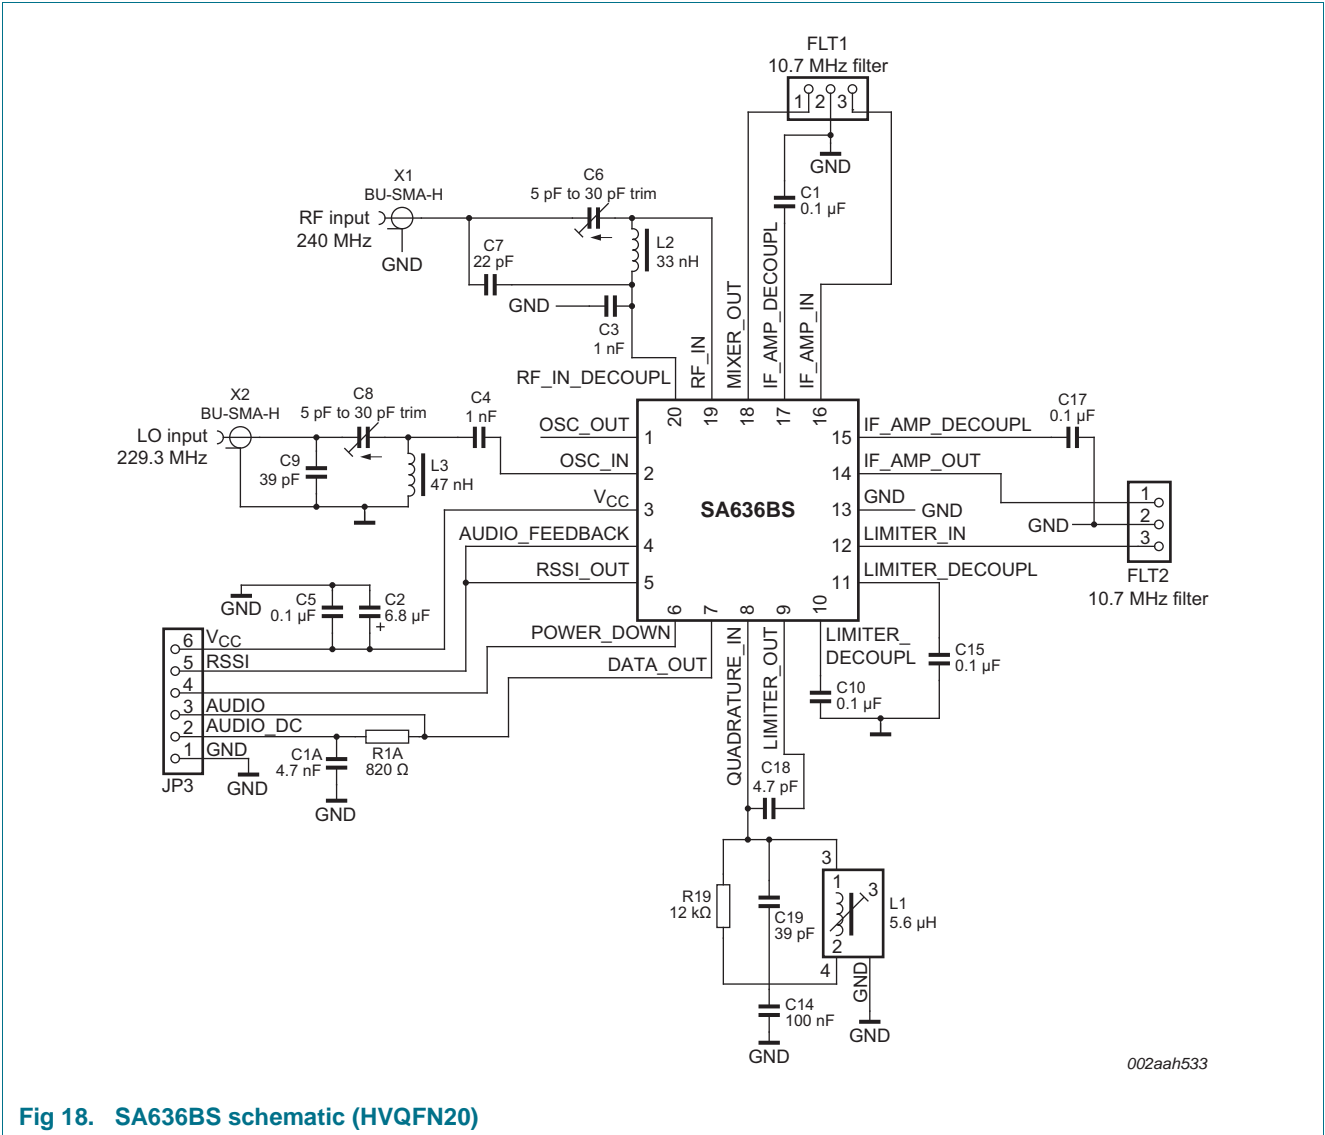 FLT1
10.7 MHz filter
1 2 3
GND
X1
BU-SMA-H
RF input
240 MHz
GND
C6
5 pF to 30 pF trim
C7
22 pF
L2
33 nH
GND
C3
1 nF
C1
0.1 μF
RF_IN_DECOUPL
RF_IN
MIXER_OUT
IF_AMP_DECOUPL
IF_AMP_IN
20 19 18 17 16
X2
BU-SMA-H
LO input
229.3 MHz
C8
5 pF to 30 pF trim
C4
1 nF
C9
39 pF
L3
47 nH
OSC_OUT
1
OSC_IN
2
VCC
3
AUDIO_FEEDBACK
4
RSSI_OUT
5
SA636BS
15
IF_AMP_DECOUPL
14
IF_AMP_OUT
13
GND
GND
12
LIMITER_IN
11
LIMITER_DECOUPL
C17
0.1 μF
GND
1
2
3
FLT2
10.7 MHz filter
6 7 8 9 10
POWER_DOWN
DATA_OUT
QUADRATURE_IN
LIMITER_OUT
LIMITER_
DECOUPL
C15
0.1 μF
C10
0.1 μF
GND
C5
0.1 μF
C2
6.8 μF
+
6 VCC
5 RSSI
4
3 AUDIO
2 AUDIO_DC
1 GND
JP3
GND
C1A
4.7 nF
GND
R1A
820 Ω
C18
4.7 pF
R19
12 kΩ
C19
39 pF
3
1
3
2
4
L1
5.6 μH
GND
GND
C14
100 nF
GND
002aah533
Fig 18. SA636BS schematic (HVQFN20)